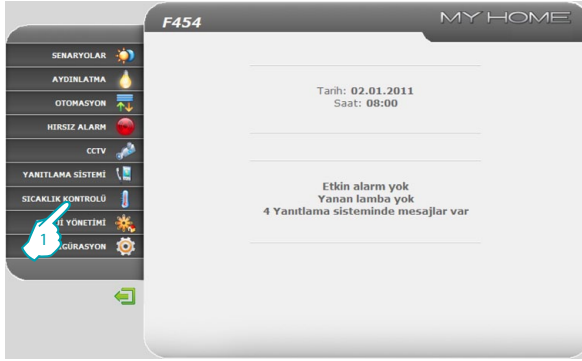 F454
MY HOME
SENARYOLAR
AYDINLATMA
OTOMASYON
HIRSIZ ALARM
CCTV
YANITLAMA SİSTEMİ
SICAKLIK KONTROLÜ
YÖNETİMİ
1
Tarih: 02.01.2011
Saat: 08:00
Etkin alarm yok
Yanan lamba yok
4 Yanıtlama sisteminde mesajlar var